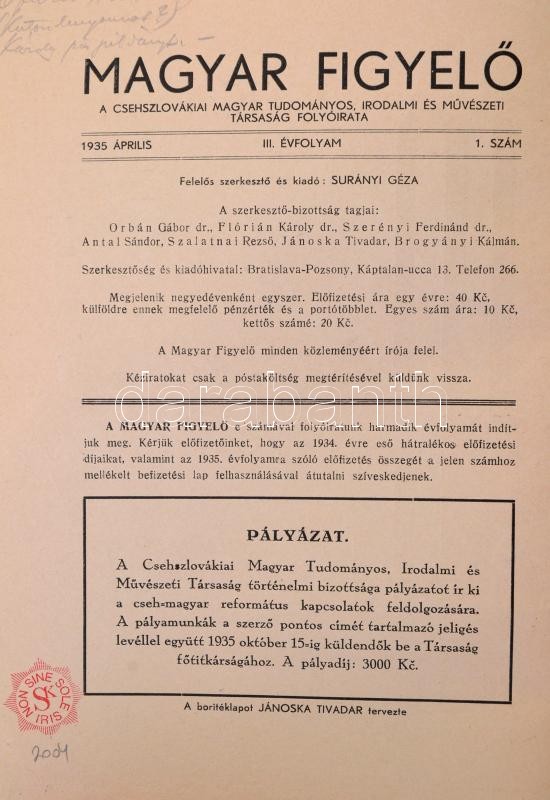 MAGYAR FIGYELŐ
A CSEHSZLOVÁKIAI MAGYAR TUDOMÁNYOS, IRODALMI ÉS MŰVÉSZETI
TÁRSASÁG FOLYÓIRATA
1935 ÁPRILIS III. ÉVFOLYAM 1. SZÁM
Felelős szerkesztő és kiadó: SURÁNYI GÉZA
A szerkesztő-bizottság tagjai:
Orbán Gábor dr., Flórián Károly dr., Szerényi Ferdinánd dr.,
Antal Sándor, Szalatnai Rezső, Jánoska Tivadar, Brogyányi Kálmán.
Szerkesztőség és kiadóhivatal: Bratislava-Pozsony, Káptalan-ucca 13. Telefon 266.
Megjelenik negyedévenként egyszer. Előfizetési ára egy évre: 40 Kč,
külföldre ennek megfelelő pénzérték és a portótöbblet. Egyes szám ára: 10 Kč,
kettős számé: 20 Kč.
A Magyar Figyelő minden közleményéért írója felel.
Kéziratokat csak a póstaköltség megtérítésével küldünk vissza.
darabanth
A MAGYAR FIGYELŐ e számával folyóiratunk harmadik évfolyamát indít-
juk meg. Kérjük előfizetőinket, hogy az 1934. évre eső hátralékos előfizetési
díjaikat, valamint az 1935. évfolyamra szóló előfizetés összegét a jelen számhoz
mellékelt befizetési lap felhasználásával átutalni szíveskedjenek.
PÁLYÁZAT.
A Csehszlovákiai Magyar Tudományos, Irodalmi és
Művészeti Társaság történelmi bizottsága pályázatot ír ki
a cseh-magyar református kapcsolatok feldolgozására.
A pályamunkák a szerző pontos címét tartalmazó jeligés
levéllel együtt 1935 október 15-ig küldendők be a Társaság
főtitkárságához. A pályadíj: 3000 Kč.
A borítéklapot JÁNOSKA TIVADAR tervezte
NON SINE SOLE
IRIS
SK
2004